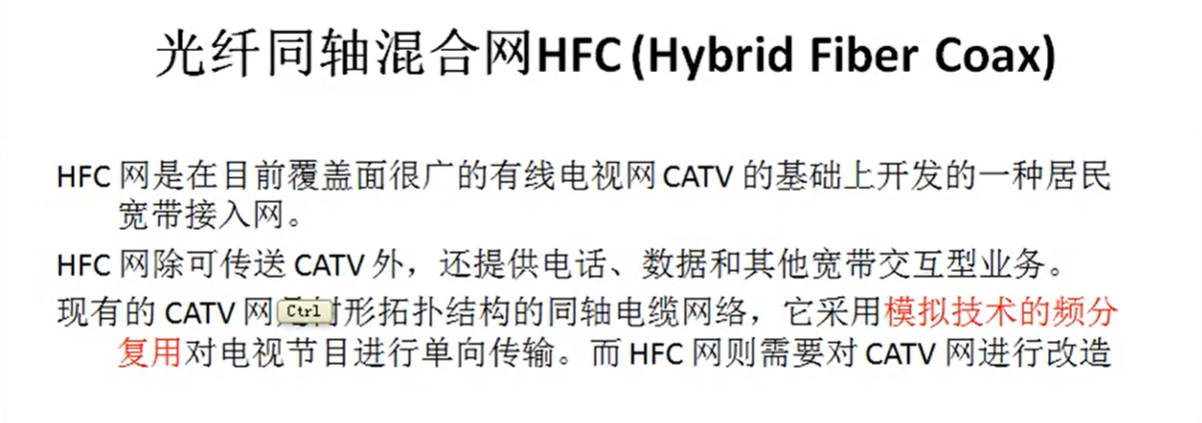 光纤同轴混合网HFC (Hybrid Fiber Coax)
HFC 网是在目前覆盖面很广的有线电视网 CATV 的基础上开发的一种居民
宽带接入网。
HFC 网除可传送 CATV 外，还提供电话、数据和其他宽带交互型业务。
现有的 CATV 网 Ctrl 形拓扑结构的同轴电缆网络，它采用模拟技术的频分
复用对电视节目进行单向传输。而 HFC 网则需要对 CATV 网进行改造